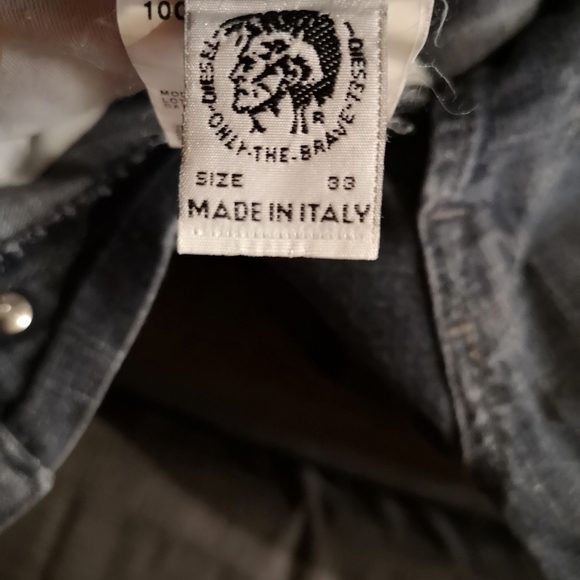 100
DIESEL · ONLY · THE · BRAVE · DIESEL
R
SIZE 33
MADE IN ITALY